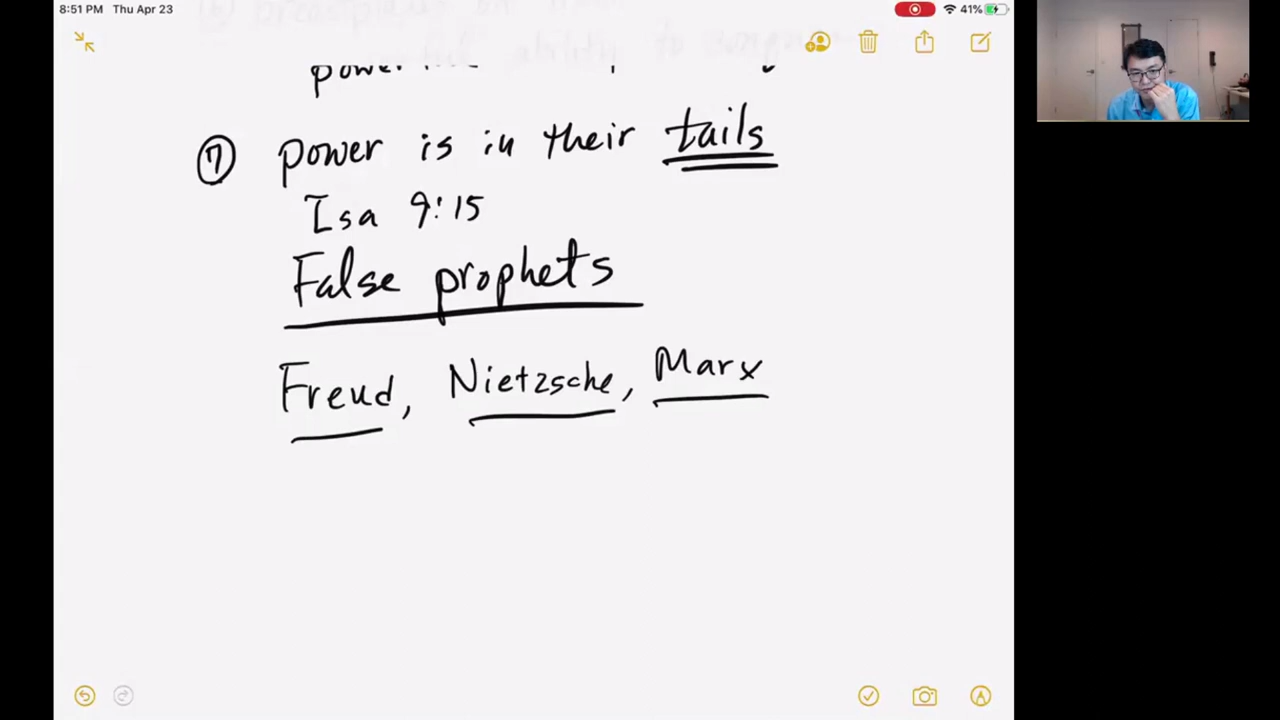 8:51 PM Thu Apr 23
41%
⑦ power is in their tails
Isa 9:15
False prophets
Freud, Nietzsche, Marx